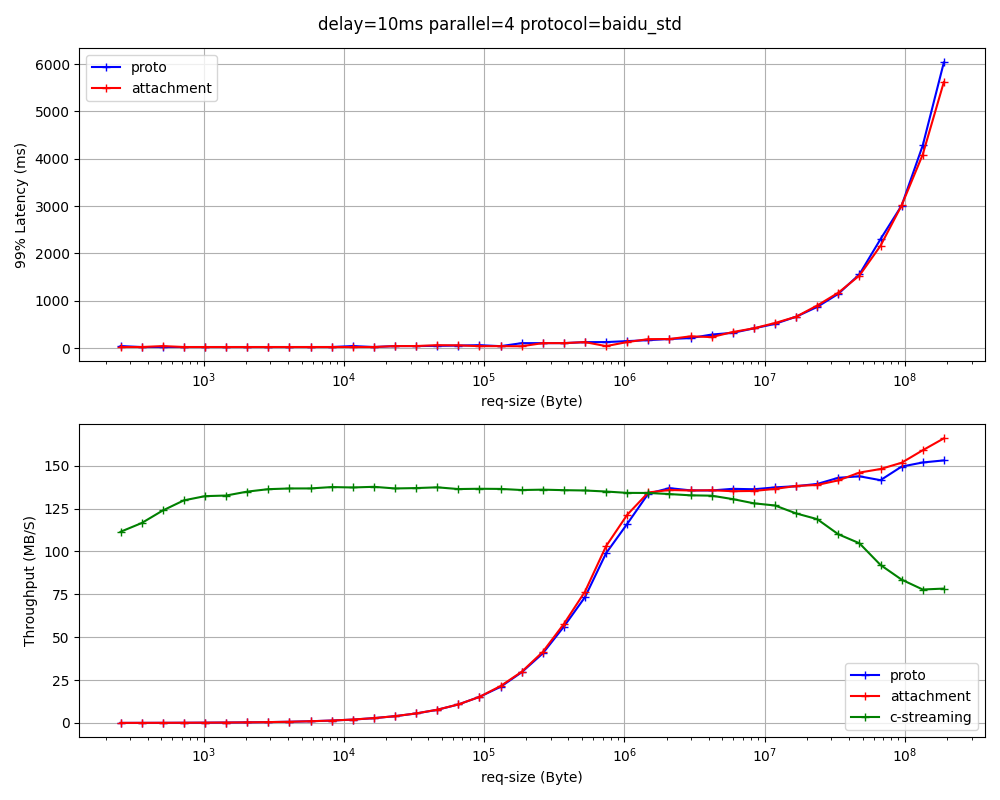 delay=10ms parallel=4 protocol=baidu_std
proto
attachment
99% Latency (ms)
6000
5000
4000
3000
2000
1000
0
10³ 10⁴ 10⁵ 10⁶ 10⁷ 10⁸
req-size (Byte)
Throughput (MB/S)
150
125
100
75
50
25
0
proto
attachment
c-streaming
10³ 10⁴ 10⁵ 10⁶ 10⁷ 10⁸
req-size (Byte)